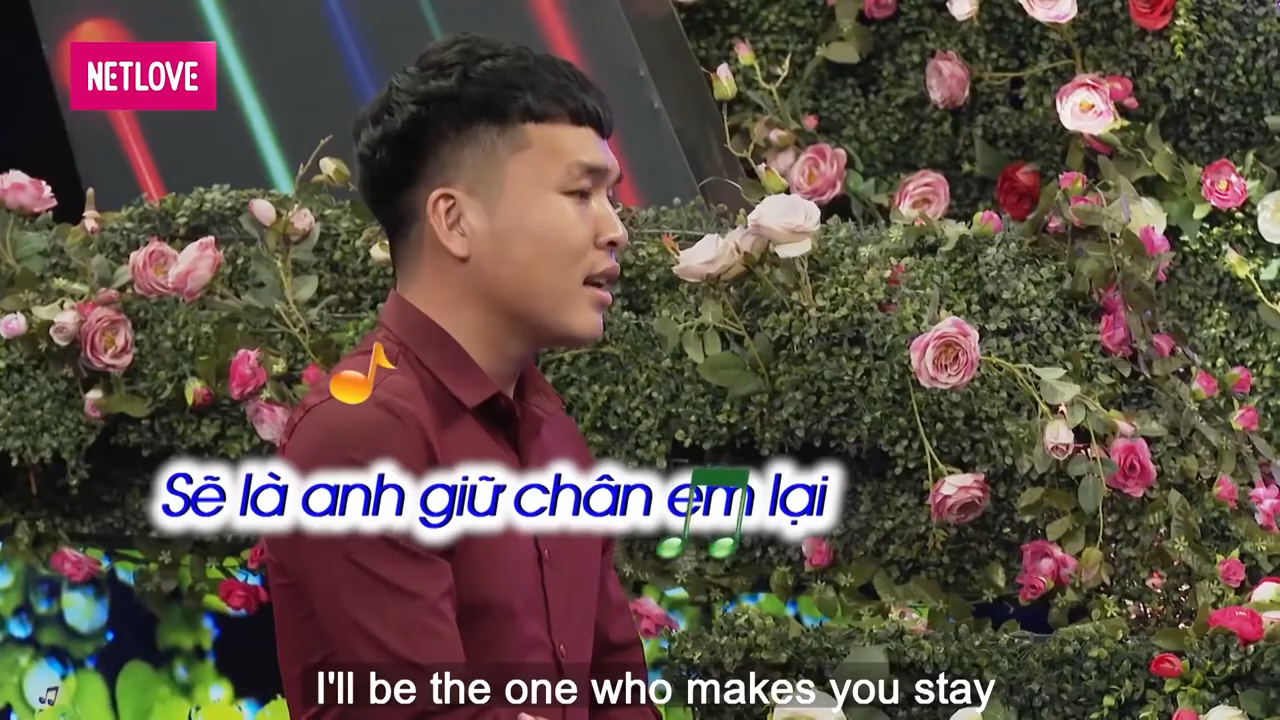 NETLOVE
Sẽ là anh giữ chân em lại
I'll be the one who makes you stay